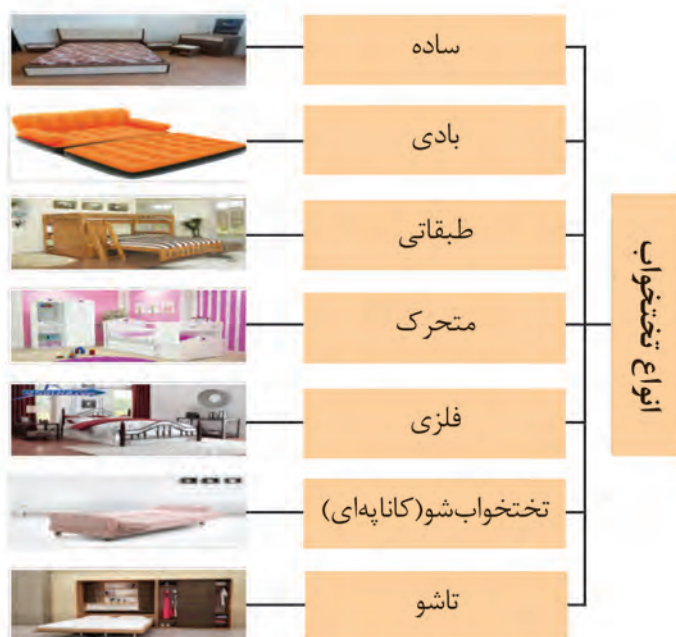 انواع تختخواب
ساده
بادی
طبقاتی
متحرک
فلزی
تختخواب‌شو(کاناپه‌ای)
تاشو